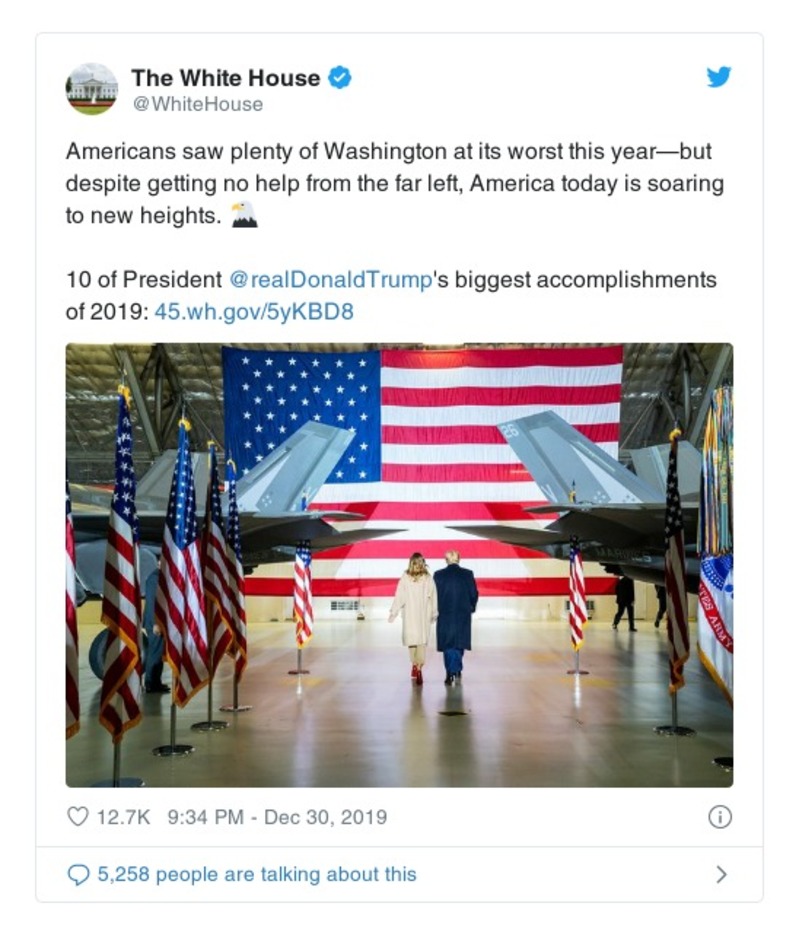 The White House
@WhiteHouse
Americans saw plenty of Washington at its worst this year—but
despite getting no help from the far left, America today is soaring
to new heights. 🦅
10 of President @realDonaldTrump's biggest accomplishments
of 2019: 45.wh.gov/5yKBD8
26
MARINES
ARMY
12.7K 9:34 PM - Dec 30, 2019
5,258 people are talking about this